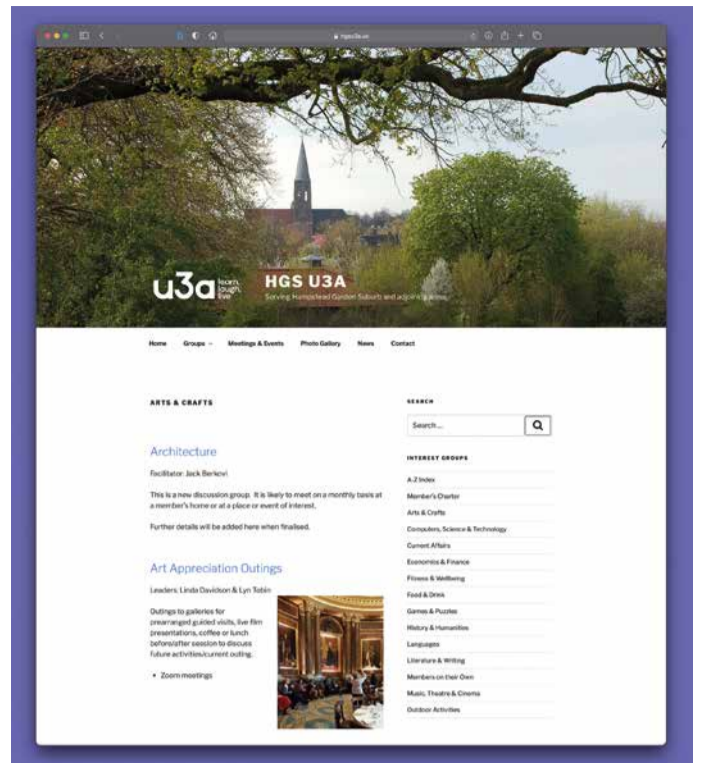 hgsu3a.uk
u3a learn, laugh, live
HGS U3A
Serving Hampstead Garden Suburb and adjoining areas
Home Groups Meetings & Events Photo Gallery News Contact
ARTS & CRAFTS
Architecture
Facilitator: Jack Berkovi
This is a new discussion group. It is likely to meet on a monthly basis at
a member's home or at a place or event of interest.
Further details will be added here when finalised.
Art Appreciation Outings
Leaders: Linda Davidson & Lyn Tobin
Outings to galleries for
prearranged guided visits, live film
presentations, coffee or lunch
before/after session to discuss
future activities/current outing.
• Zoom meetings
SEARCH
Search …
INTEREST GROUPS
A-Z Index
Member's Charter
Arts & Crafts
Computers, Science & Technology
Current Affairs
Economics & Finance
Fitness & Wellbeing
Food & Drink
Games & Puzzles
History & Humanities
Languages
Literature & Writing
Members on their Own
Music, Theatre & Cinema
Outdoor Activities